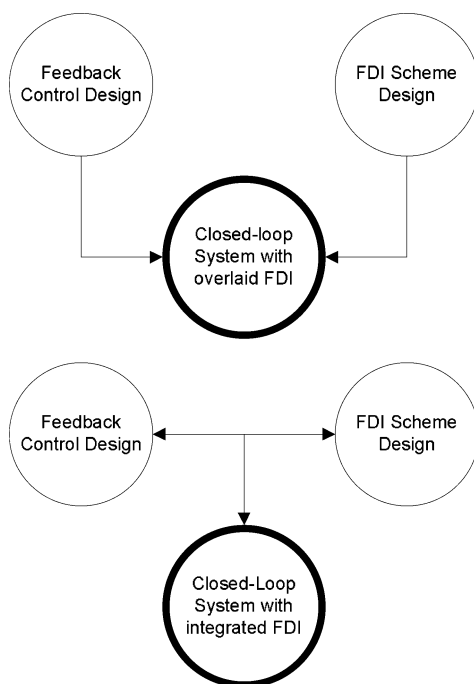 Feedback
Control Design
FDI Scheme
Design
Closed-loop
System with
overlaid FDI
Feedback
Control Design
FDI Scheme
Design
Closed-Loop
System with
integrated FDI